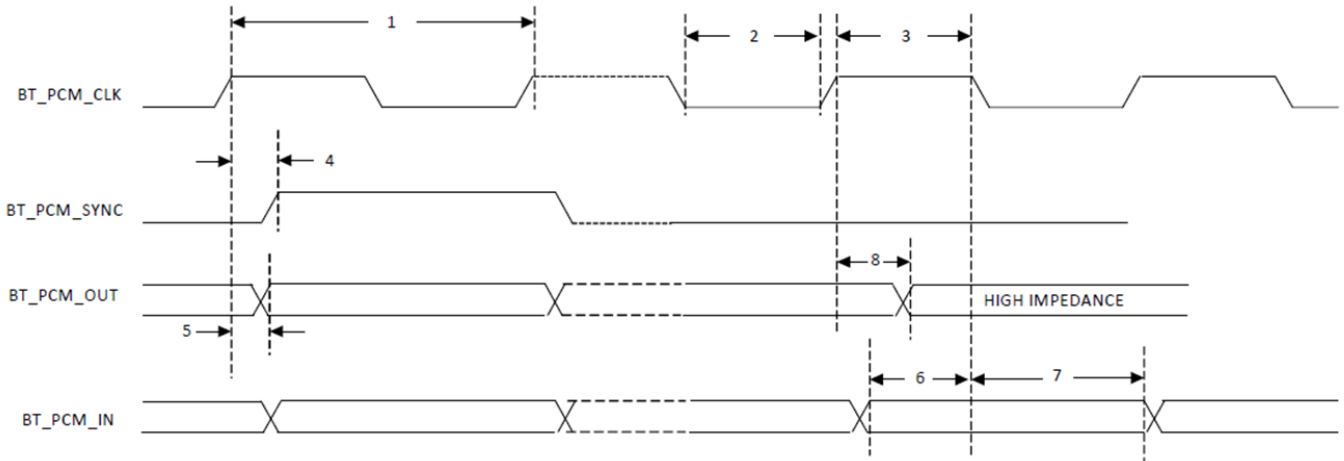 1
2
3
BT_PCM_CLK
4
BT_PCM_SYNC
8
BT_PCM_OUT
HIGH IMPEDANCE
5
6
7
BT_PCM_IN